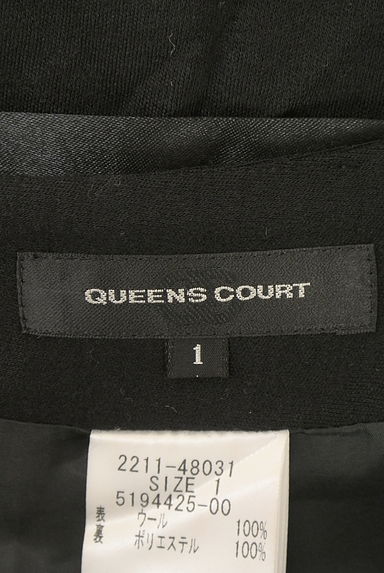 QUEENS COURT
1
2211-48031
SIZE 1
5194425-00
表 ウール 100%
裏 ポリエステル 100%